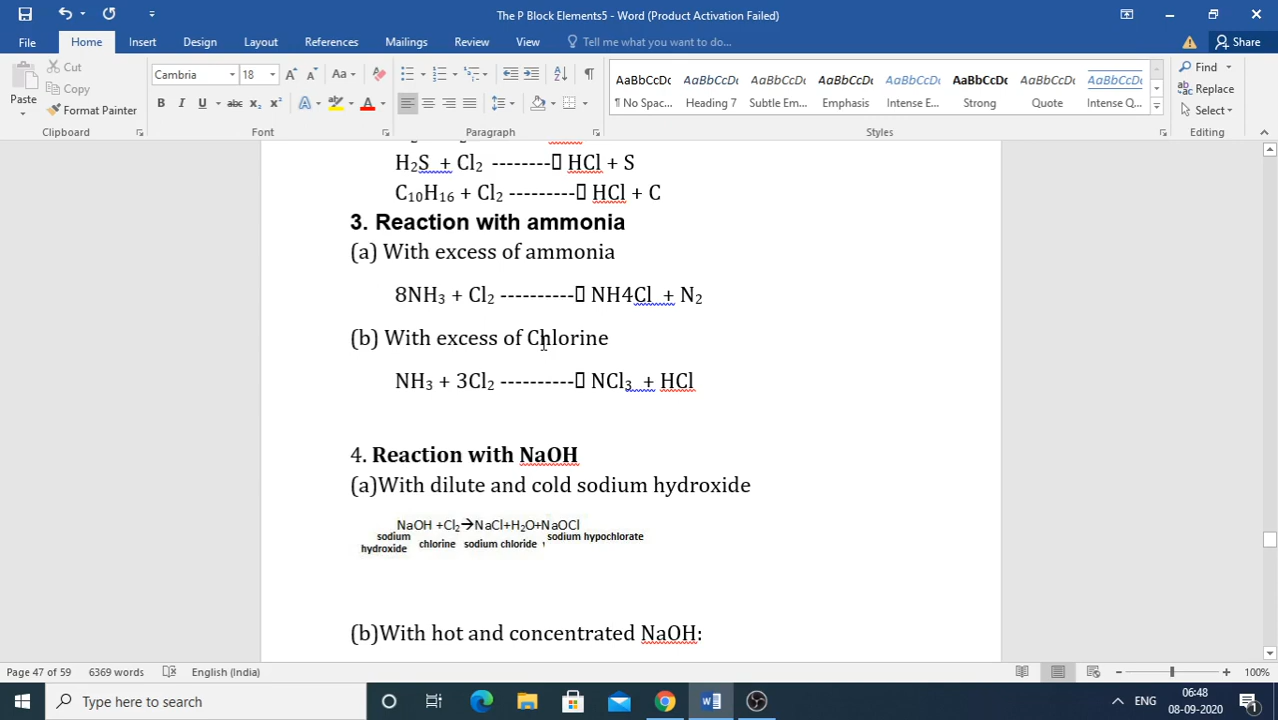 The P Block Elements5 - Word (Product Activation Failed)
File Home Insert Design Layout References Mailings Review View Tell me what you want to do... Share
Cut
Copy
Format Painter
Paste
Cambria 18
AaBbCcDc AaBbCcDc AaBbCcDc AaBbCcDc AaBbCcDc AaBbCcDc AaBbCcDc AaBbCcDc
¶ No Spac... Heading 7 Subtle Em... Emphasis Intense E... Strong Quote Intense Q...
Find
Replace
Select
Clipboard Font Paragraph Styles Editing
H₂S + Cl₂ --------▯ HCl + S
C₁₀H₁₆ + Cl₂ ---------▯ HCl + C
3. Reaction with ammonia
(a) With excess of ammonia
8NH₃ + Cl₂ ----------▯ NH4Cl + N₂
(b) With excess of Chlorine
NH₃ + 3Cl₂ ----------▯ NCl₃ + HCl
4. Reaction with NaOH
(a)With dilute and cold sodium hydroxide
NaOH +Cl₂→NaCl+H₂O+NaOCl
sodium hydroxide chlorine sodium chloride sodium hypochlorate
(b)With hot and concentrated NaOH:
Page 47 of 59 6369 words English (India) 100%
Type here to search
ENG
06:48
08-09-2020